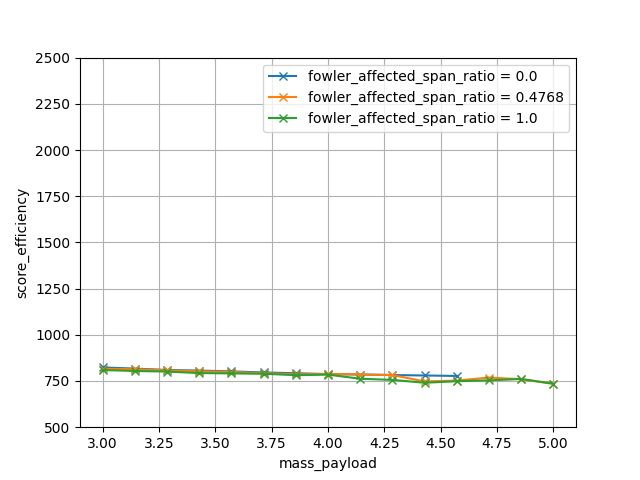 fowler_affected_span_ratio = 0.0
fowler_affected_span_ratio = 0.4768
fowler_affected_span_ratio = 1.0
2500
2250
2000
1750
1500
1250
1000
750
500
score_efficiency
3.00 3.25 3.50 3.75 4.00 4.25 4.50 4.75 5.00
mass_payload